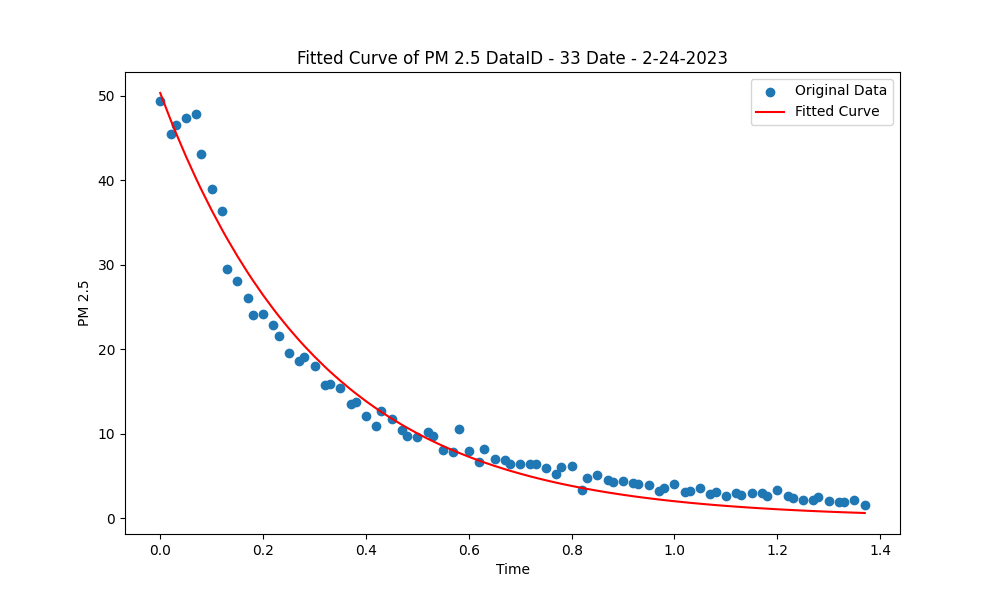 Fitted Curve of PM 2.5 DataID - 33 Date - 2-24-2023
Original Data
Fitted Curve
50
40
30
20
10
0
PM 2.5
0.0 0.2 0.4 0.6 0.8 1.0 1.2 1.4
Time